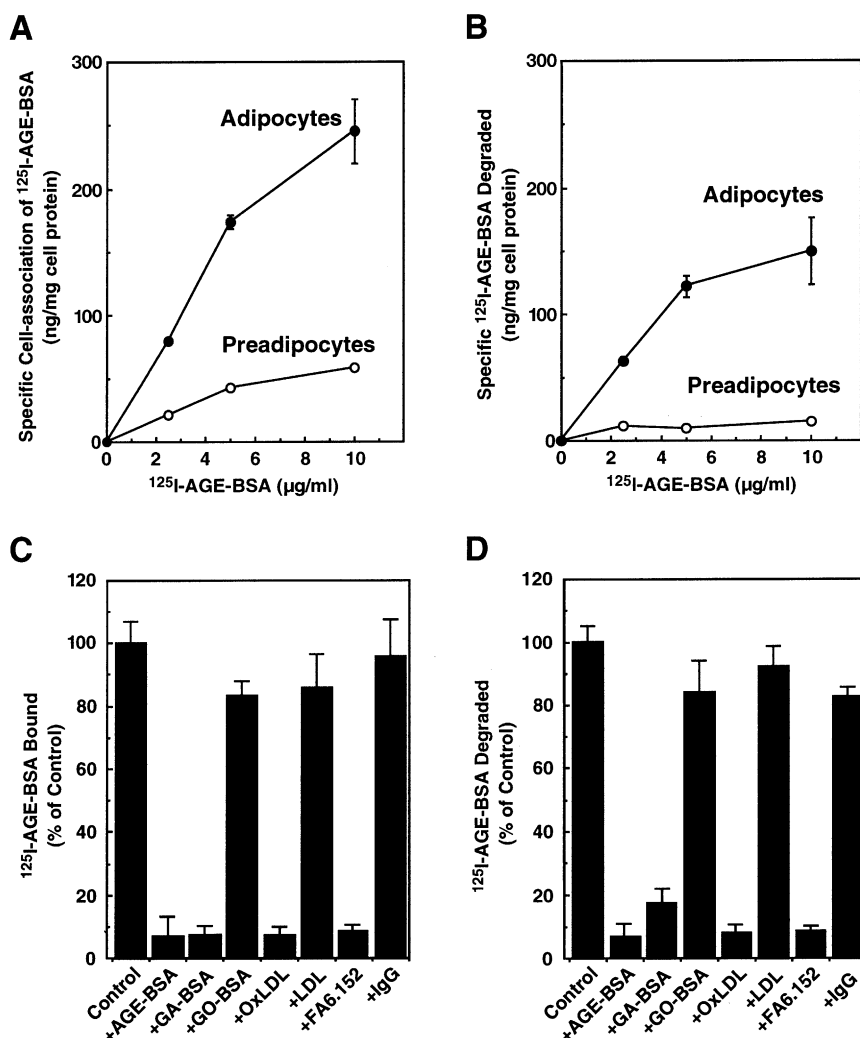 A
Specific Cell-association of ¹²⁵I-AGE-BSA
(ng/mg cell protein)
300
200
100
0
Adipocytes
Preadipocytes
0 2 4 6 8 10
¹²⁵I-AGE-BSA (µg/ml)
B
Specific ¹²⁵I-AGE-BSA Degraded
(ng/mg cell protein)
300
200
100
0
Adipocytes
Preadipocytes
0 2 4 6 8 10
¹²⁵I-AGE-BSA (µg/ml)
C
¹²⁵I-AGE-BSA Bound
(% of Control)
120
100
80
60
40
20
0
Control
+AGE-BSA
+GA-BSA
+GO-BSA
+OxLDL
+LDL
+FA6.152
+IgG
D
¹²⁵I-AGE-BSA Degraded
(% of Control)
120
100
80
60
40
20
0
Control
+AGE-BSA
+GA-BSA
+GO-BSA
+OxLDL
+LDL
+FA6.152
+IgG